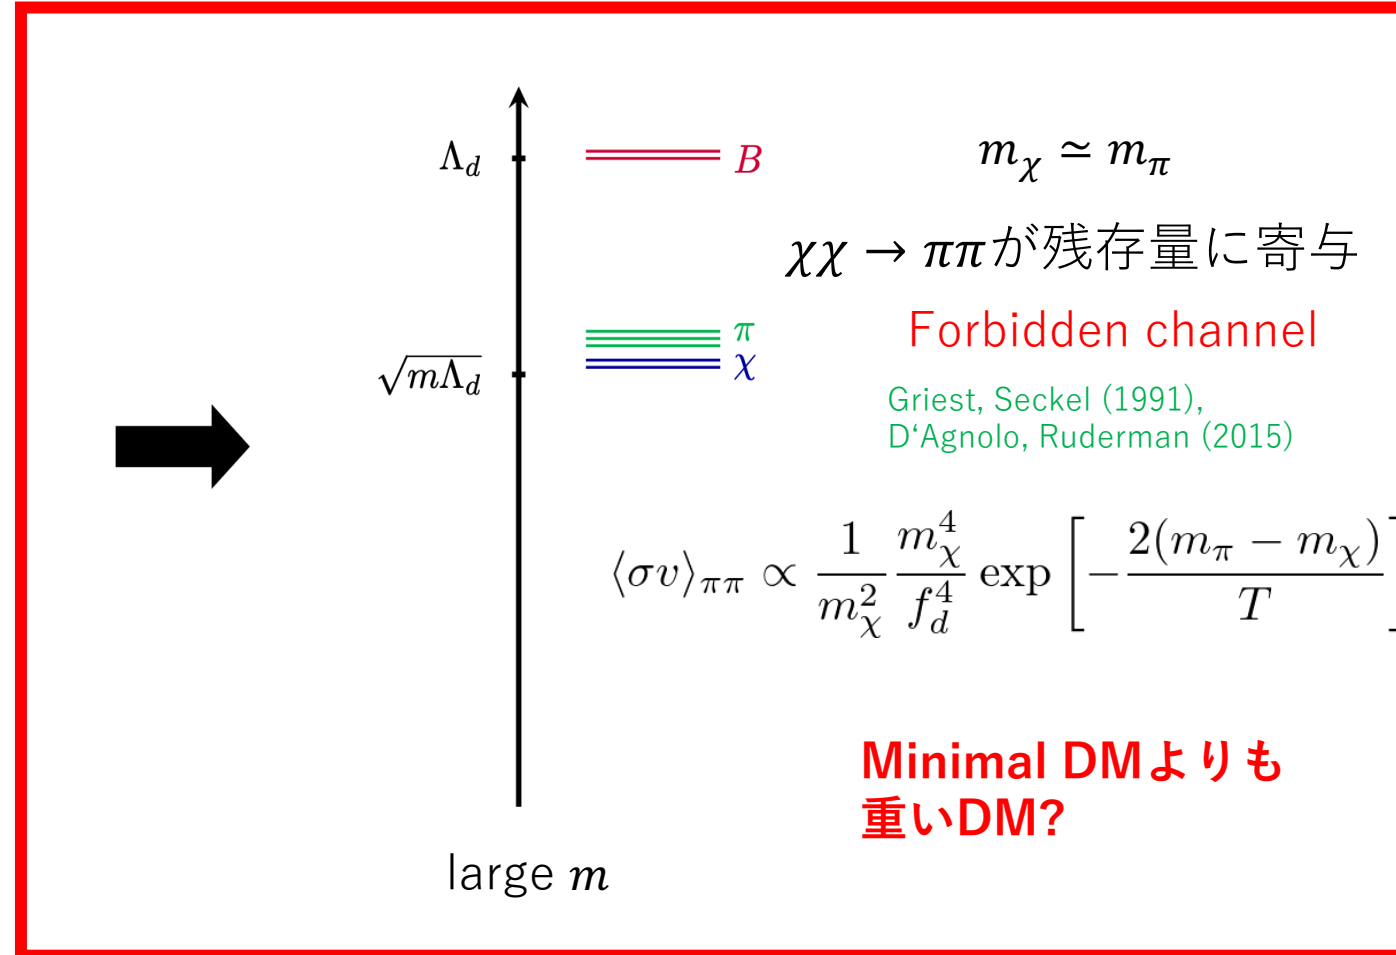 Λ_d
B
m_χ ≃ m_π
χχ → ππが残存量に寄与
π
χ
√(mΛ_d)
Forbidden channel
Griest, Seckel (1991),
D‘Agnolo, Ruderman (2015)
⟨σv⟩_ππ ∝ 1/m_χ^2 m_χ^4/f_d^4 exp [−2(m_π − m_χ)/T]
Minimal DMよりも
重いDM?
large m